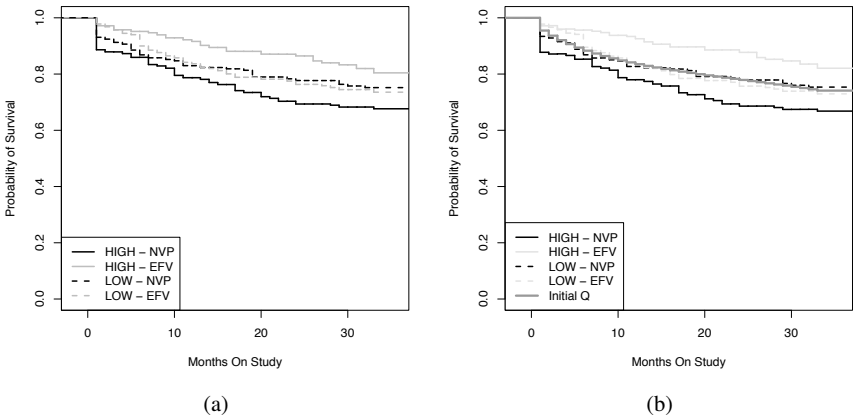 1.0
0.8
0.6
0.4
0.2
0.0
Probability of Survival
HIGH − NVP
HIGH − EFV
LOW − NVP
LOW − EFV
0 10 20 30
Months On Study
(a)
1.0
0.8
0.6
0.4
0.2
0.0
Probability of Survival
HIGH − NVP
HIGH − EFV
LOW − NVP
LOW − EFV
Initial Q
0 10 20 30
Months On Study
(b)